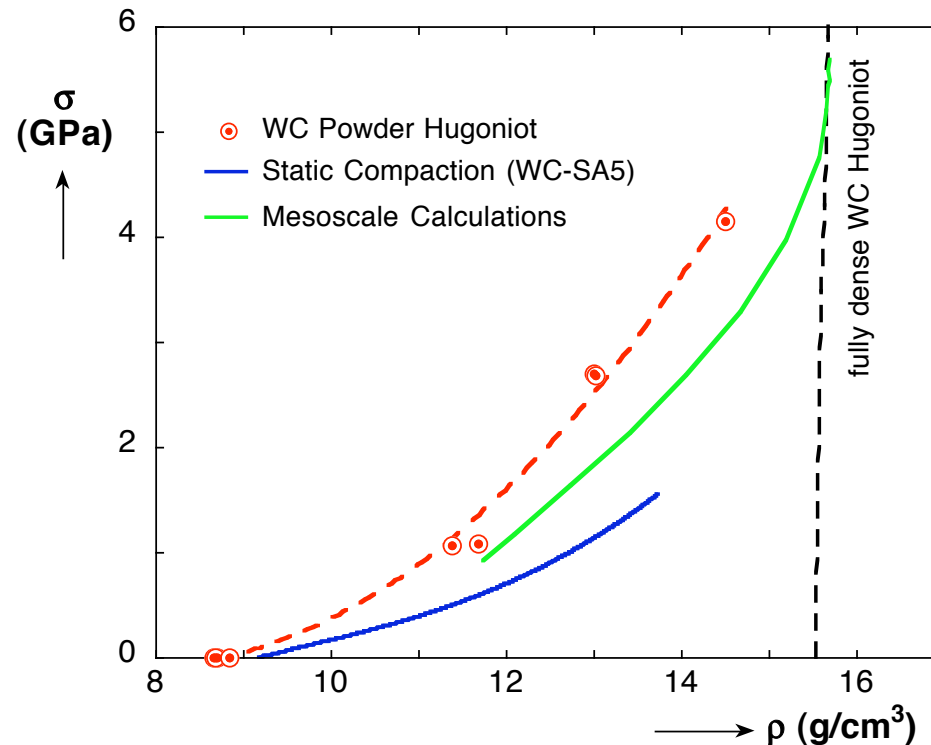 6
σ
(GPa)
WC Powder Hugoniot
Static Compaction (WC-SA5)
Mesoscale Calculations
fully dense WC Hugoniot
4
2
0
8
10
12
14
16
ρ (g/cm³)